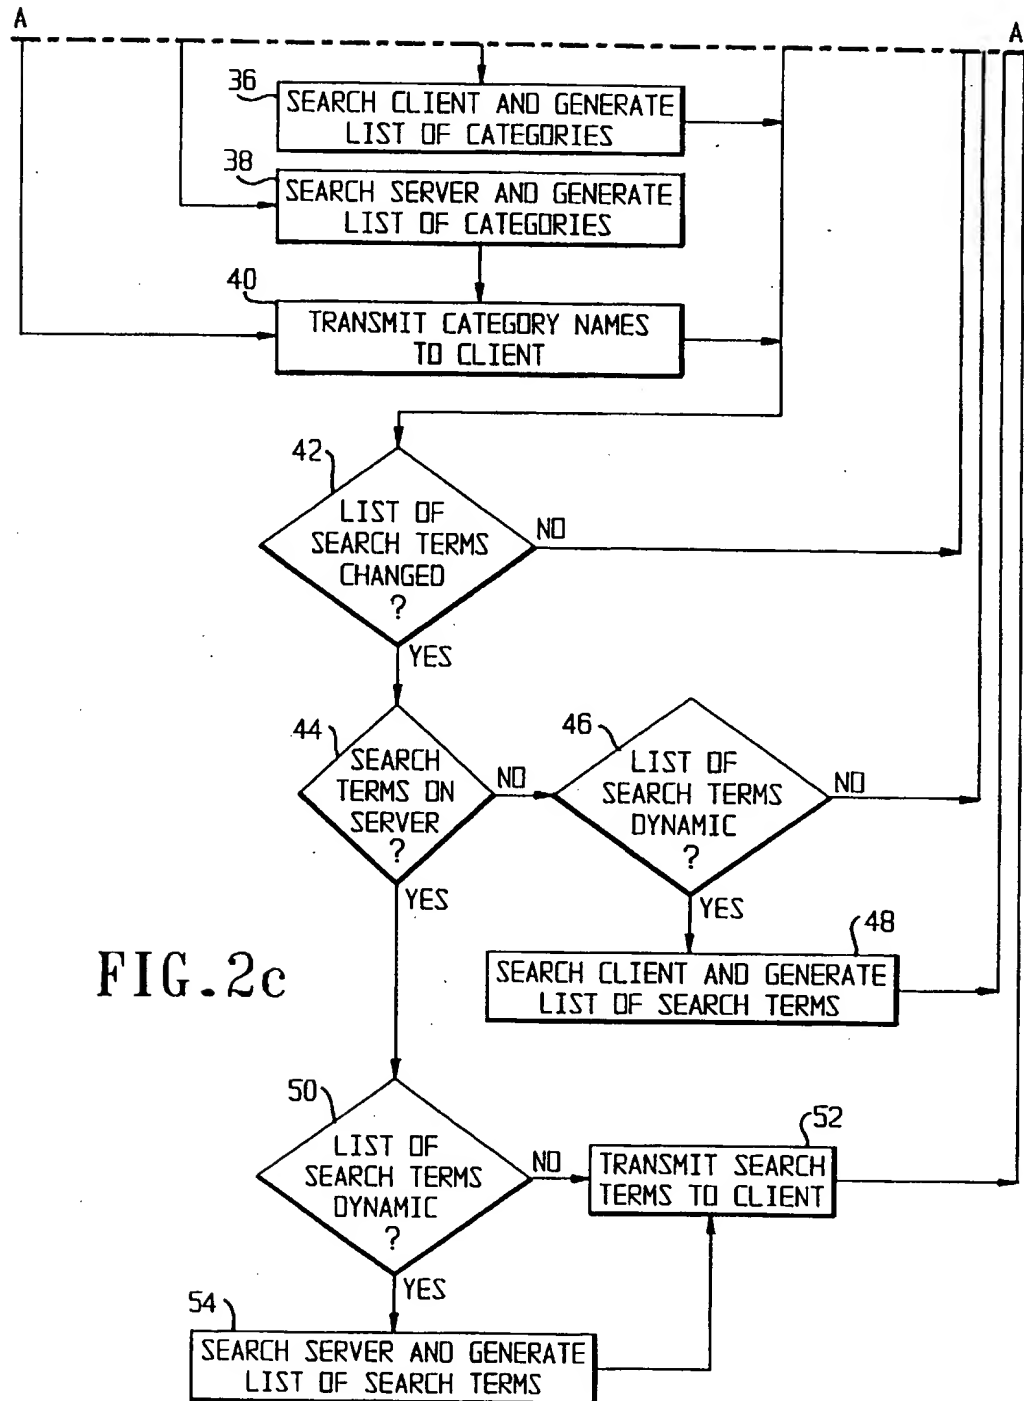 A
A
36
SEARCH CLIENT AND GENERATE
LIST OF CATEGORIES
38
SEARCH SERVER AND GENERATE
LIST OF CATEGORIES
40
TRANSMIT CATEGORY NAMES
TO CLIENT
42
LIST OF
SEARCH TERMS
CHANGED
?
NO
YES
44
SEARCH
TERMS ON
SERVER
?
NO
YES
46
LIST OF
SEARCH TERMS
DYNAMIC
?
NO
YES
48
SEARCH CLIENT AND GENERATE
LIST OF SEARCH TERMS
FIG.2c
50
LIST OF
SEARCH TERMS
DYNAMIC
?
NO
YES
52
TRANSMIT SEARCH
TERMS TO CLIENT
54
SEARCH SERVER AND GENERATE
LIST OF SEARCH TERMS